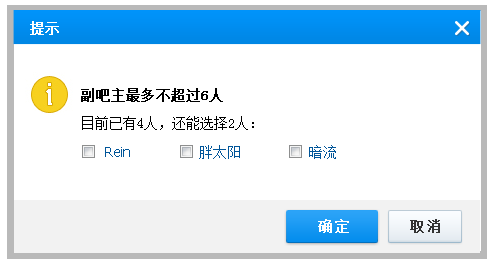 提示
副吧主最多不超过6人
目前已有4人，还能选择2人：
Rein 胖太阳 暗流
确定 取消